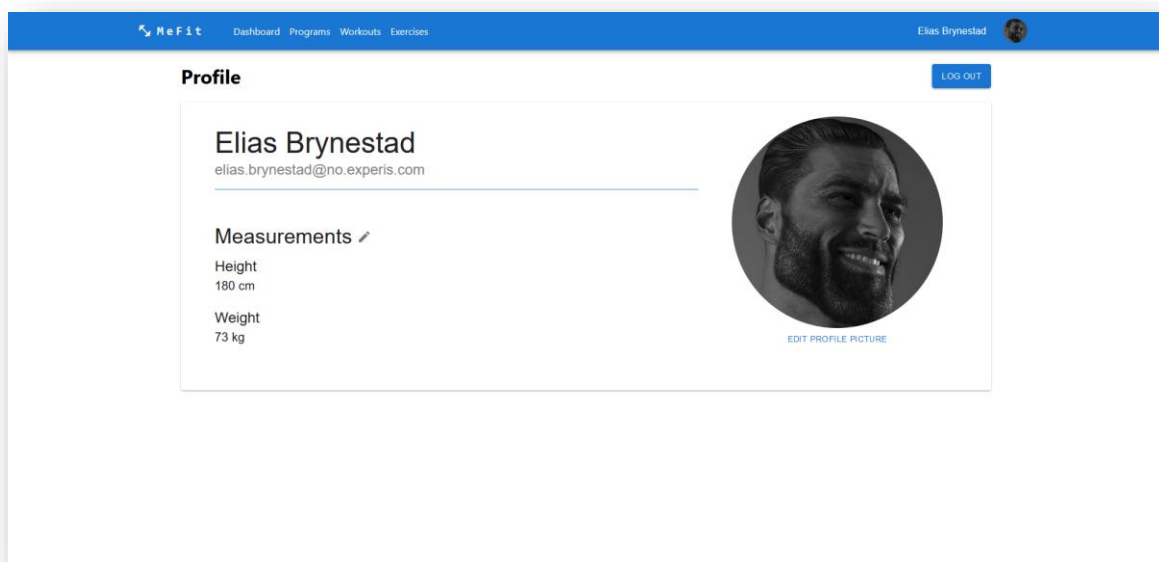 MeFit Dashboard Programs Workouts Exercises Elias Brynestad
Profile LOG OUT
Elias Brynestad
elias.brynestad@no.experis.com
Measurements
Height
180 cm
Weight
73 kg
EDIT PROFILE PICTURE